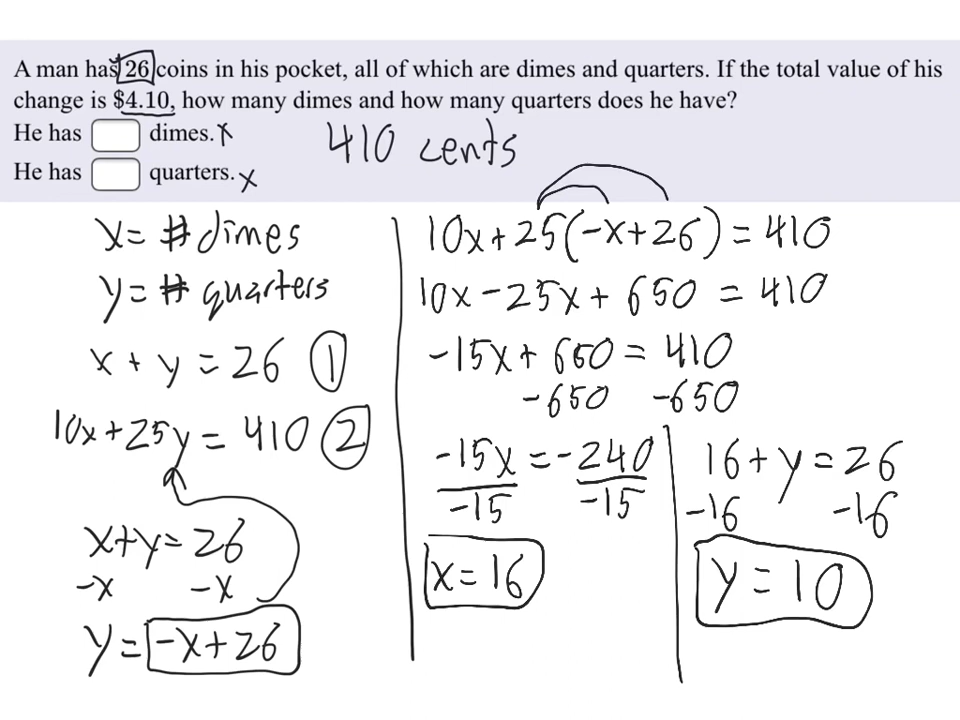 A man has 26 coins in his pocket, all of which are dimes and quarters. If the total value of his
change is $4.10, how many dimes and how many quarters does he have?
He has dimes. x
He has quarters. x
410 cents
x = # dimes
y = # quarters
x + y = 26 ①
10x + 25y = 410 ②
x + y = 26
-x -x
y = -x + 26
10x + 25(-x + 26) = 410
10x - 25x + 650 = 410
-15x + 650 = 410
-650 -650
-15x = -240
-15 -15
x = 16
16 + y = 26
-16 -16
y = 10